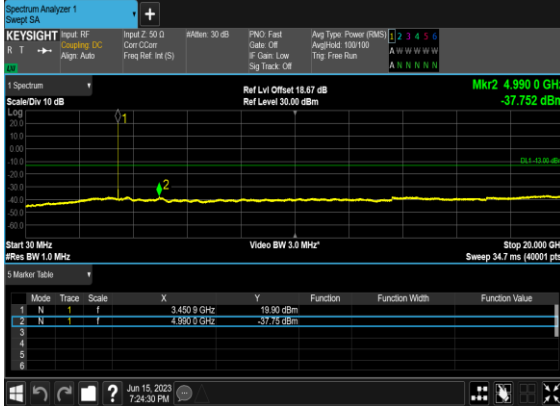 Spectrum Analyzer 1
Swept SA
+
KEYSIGHT Input: RF Input Z: 50 Ω #Atten: 30 dB PNO: Fast Avg Type: Power (RMS) 1 2 3 4 5 6
R T Coupling: DC Corr CCorr Gate: Off Avg|Hold: 100/100 A W W W W W
Align: Auto Freq Ref: Int (S) IF Gain: Low Trig: Free Run
Sig Track: Off A N N N N N
1 Spectrum Ref Lvl Offset 18.67 dB Mkr2 4.990 0 GHz
Scale/Div 10 dB Ref Level 30.00 dBm -37.752 dBm
Log
20.0
10.0
0.00
-10.0
-20.0
-30.0
-40.0
-50.0
-60.0
1
2
DL1 -13.00 dBm
Start 30 MHz Video BW 3.0 MHz* Stop 20.000 GHz
#Res BW 1.0 MHz Sweep 34.7 ms (40001 pts)
5 Marker Table
Mode Trace Scale X Y Function Function Width Function Value
1 N 1 f 3.450 9 GHz 19.90 dBm
2 N 1 f 4.990 0 GHz -37.75 dBm
3
4
5
6
? Jun 15, 2023
7:24:30 PM